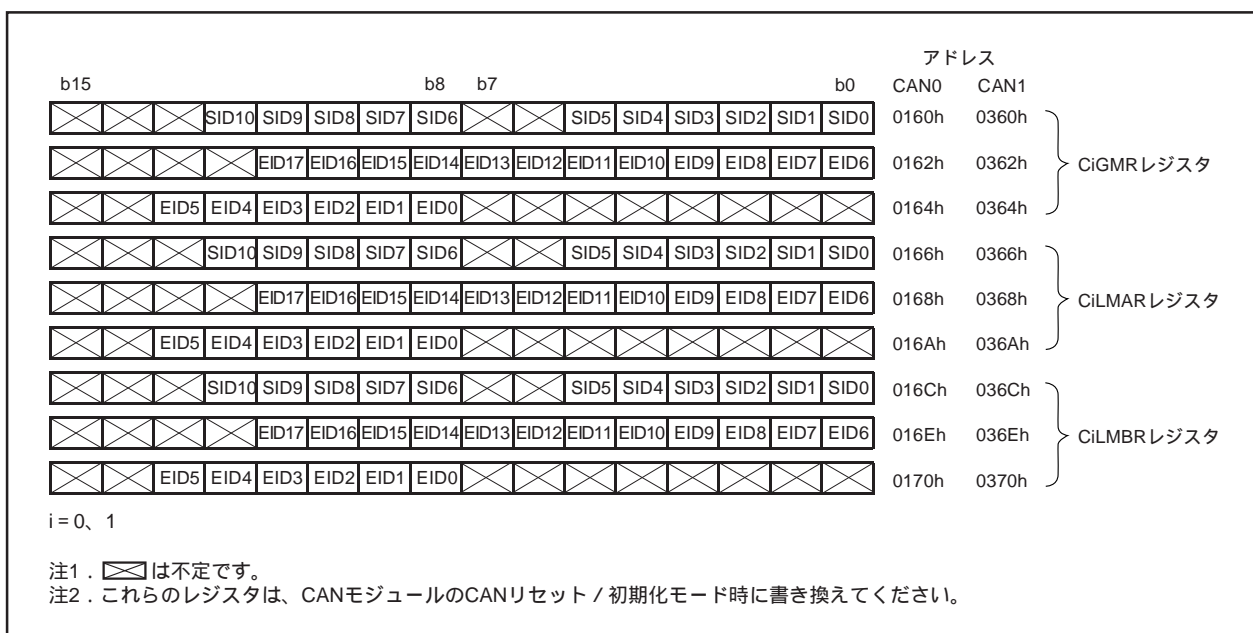 アドレス
b15 b8 b7 b0 CAN0 CAN1
SID10 SID9 SID8 SID7 SID6 SID5 SID4 SID3 SID2 SID1 SID0 0160h 0360h
EID17 EID16 EID15 EID14 EID13 EID12 EID11 EID10 EID9 EID8 EID7 EID6 0162h 0362h CiGMRレジスタ
EID5 EID4 EID3 EID2 EID1 EID0 0164h 0364h
SID10 SID9 SID8 SID7 SID6 SID5 SID4 SID3 SID2 SID1 SID0 0166h 0366h
EID17 EID16 EID15 EID14 EID13 EID12 EID11 EID10 EID9 EID8 EID7 EID6 0168h 0368h CiLMARレジスタ
EID5 EID4 EID3 EID2 EID1 EID0 016Ah 036Ah
SID10 SID9 SID8 SID7 SID6 SID5 SID4 SID3 SID2 SID1 SID0 016Ch 036Ch
EID17 EID16 EID15 EID14 EID13 EID12 EID11 EID10 EID9 EID8 EID7 EID6 016Eh 036Eh CiLMBRレジスタ
EID5 EID4 EID3 EID2 EID1 EID0 0170h 0370h
i = 0、1
注1．は不定です。
注2．これらのレジスタは、CANモジュールのCANリセット / 初期化モード時に書き換えてください。